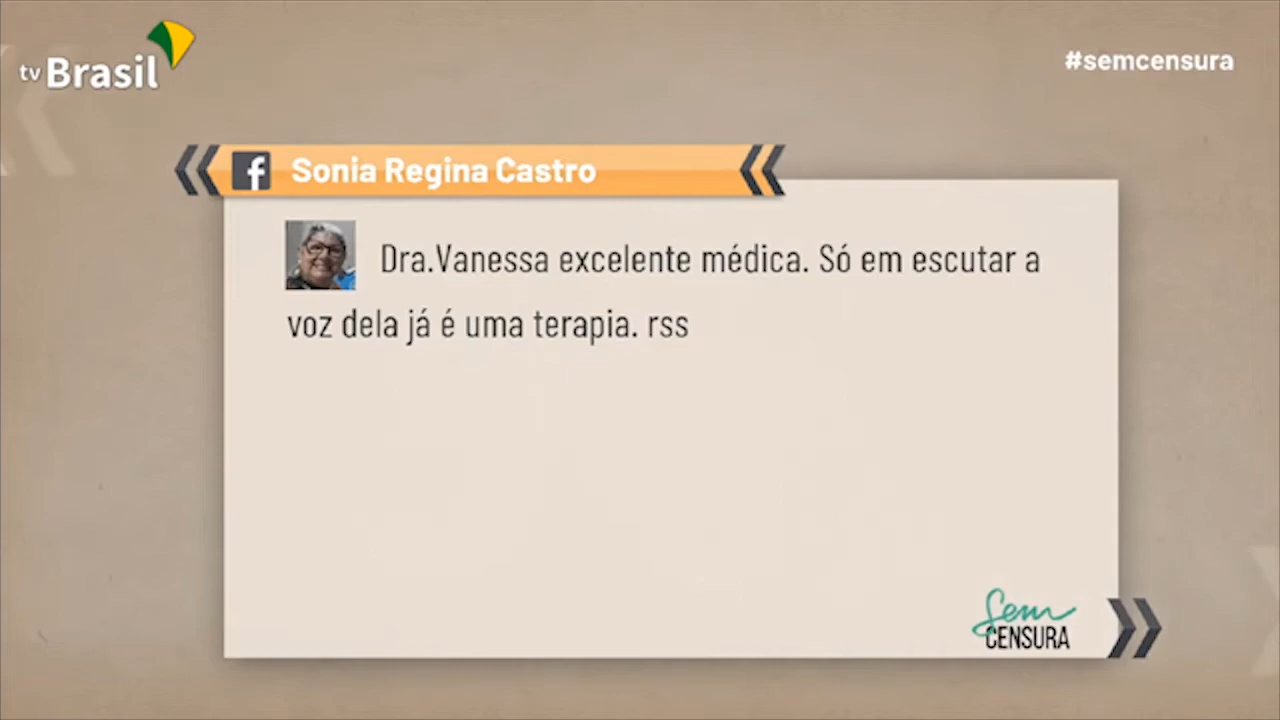 tv Brasil
#semcensura
Sonia Regina Castro
Dra.Vanessa excelente médica. Só em escutar a
voz dela já é uma terapia. rss
Sem
CENSURA